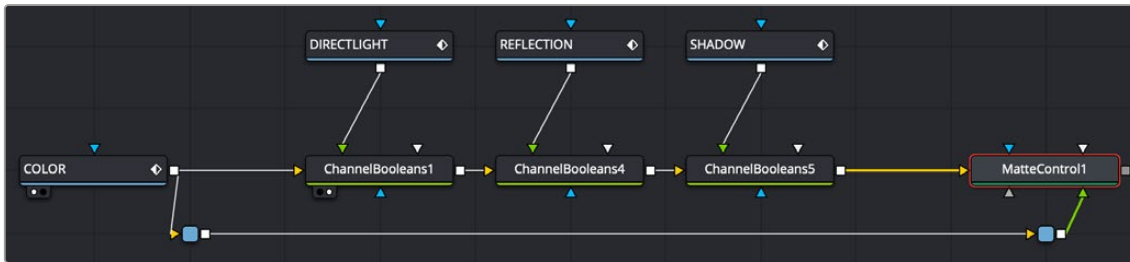 DIRECTLIGHT
REFLECTION
SHADOW
COLOR
ChannelBooleans1
ChannelBooleans4
ChannelBooleans5
MatteControl1